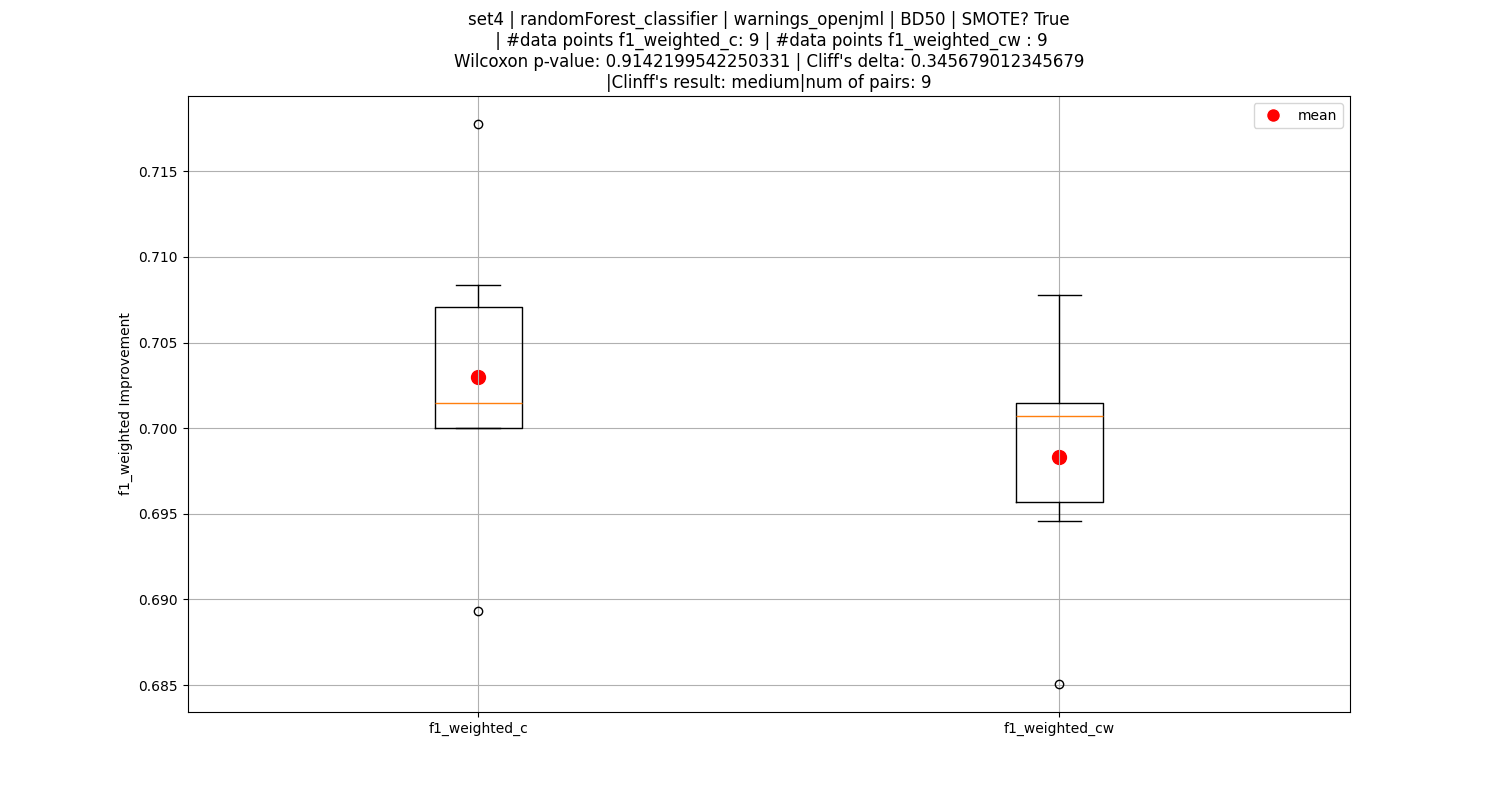 set4 | randomForest_classifier | warnings_openjml | BD50 | SMOTE? True
| #data points f1_weighted_c: 9 | #data points f1_weighted_cw : 9
Wilcoxon p-value: 0.9142199542250331 | Cliff's delta: 0.345679012345679
|Clinff's result: medium|num of pairs: 9
mean
0.715
0.710
0.705
0.700
0.695
0.690
0.685
f1_weighted Improvement
f1_weighted_c
f1_weighted_cw